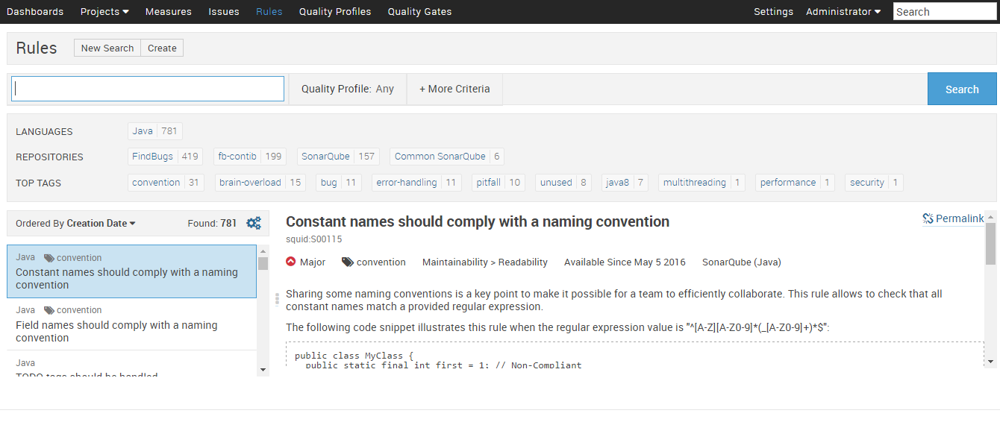 Dashboards Projects Measures Issues Rules Quality Profiles Quality Gates Settings Administrator Search
Rules New Search Create
Quality Profile: Any + More Criteria Search
LANGUAGES Java 781
REPOSITORIES FindBugs 419 fb-contib 199 SonarQube 157 Common SonarQube 6
TOP TAGS convention 31 brain-overload 15 bug 11 error-handling 11 pitfall 10 unused 8 java8 7 multithreading 1 performance 1 security 1
Ordered By Creation Date Found: 781
Java convention
Constant names should comply with a naming
convention
Java convention
Field names should comply with a naming
convention
Java
TODO tags should be handled
Constant names should comply with a naming convention Permalink
squid:S00115
Major convention Maintainability > Readability Available Since May 5 2016 SonarQube (Java)
Sharing some naming conventions is a key point to make it possible for a team to efficiently collaborate. This rule allows to check that all
constant names match a provided regular expression.
The following code snippet illustrates this rule when the regular expression value is "^[A-Z][A-Z0-9]*(_[A-Z0-9]+)*$":
public class MyClass {
public static final int first = 1; // Non-Compliant